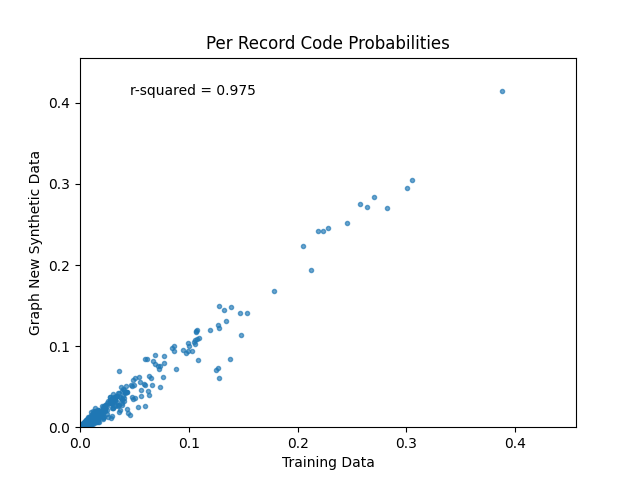 Per Record Code Probabilities
r-squared = 0.975
Graph New Synthetic Data
0.4
0.3
0.2
0.1
0.0
0.0 0.1 0.2 0.3 0.4
Training Data